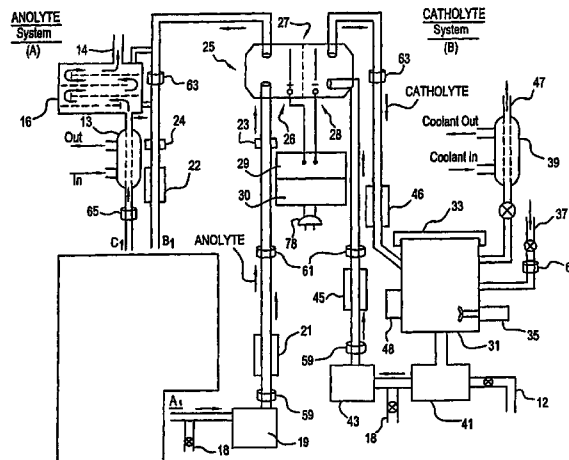 ANOLYTE
System
(A)
CATHOLYTE
System
(B)
27
25
14
63
16
13
24
Out
22
In
65
C1
B1
23
26
28
29
30
78
ANOLYTE
61
21
59
A1
18
19
63
CATHOLYTE
47
Coolant Out
39
Coolant in
46
33
37
6
45
48
35
31
59
43
18
41
12